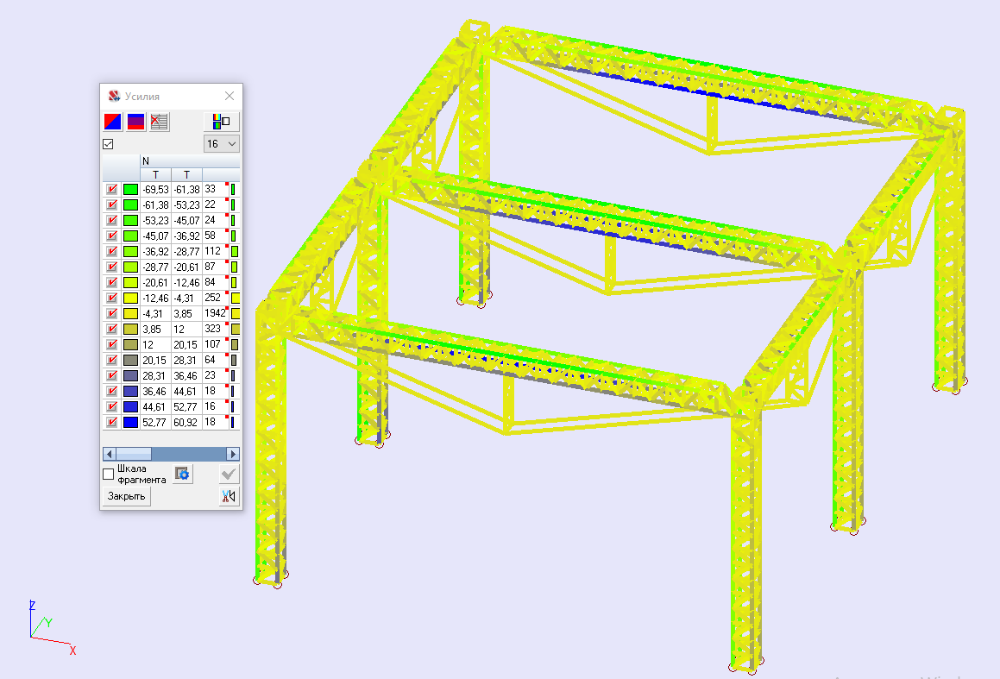 Усилия
16
N
T T
-69,53 -61,38 33
-61,38 -53,23 22
-53,23 -45,07 24
-45,07 -36,92 58
-36,92 -28,77 112
-28,77 -20,61 87
-20,61 -12,46 84
-12,46 -4,31 252
-4,31 3,85 1942
3,85 12 323
12 20,15 107
20,15 28,31 64
28,31 36,46 23
36,46 44,61 18
44,61 52,77 16
52,77 60,92 18
Шкала
фрагмента
Закрыть
Z
Y
X